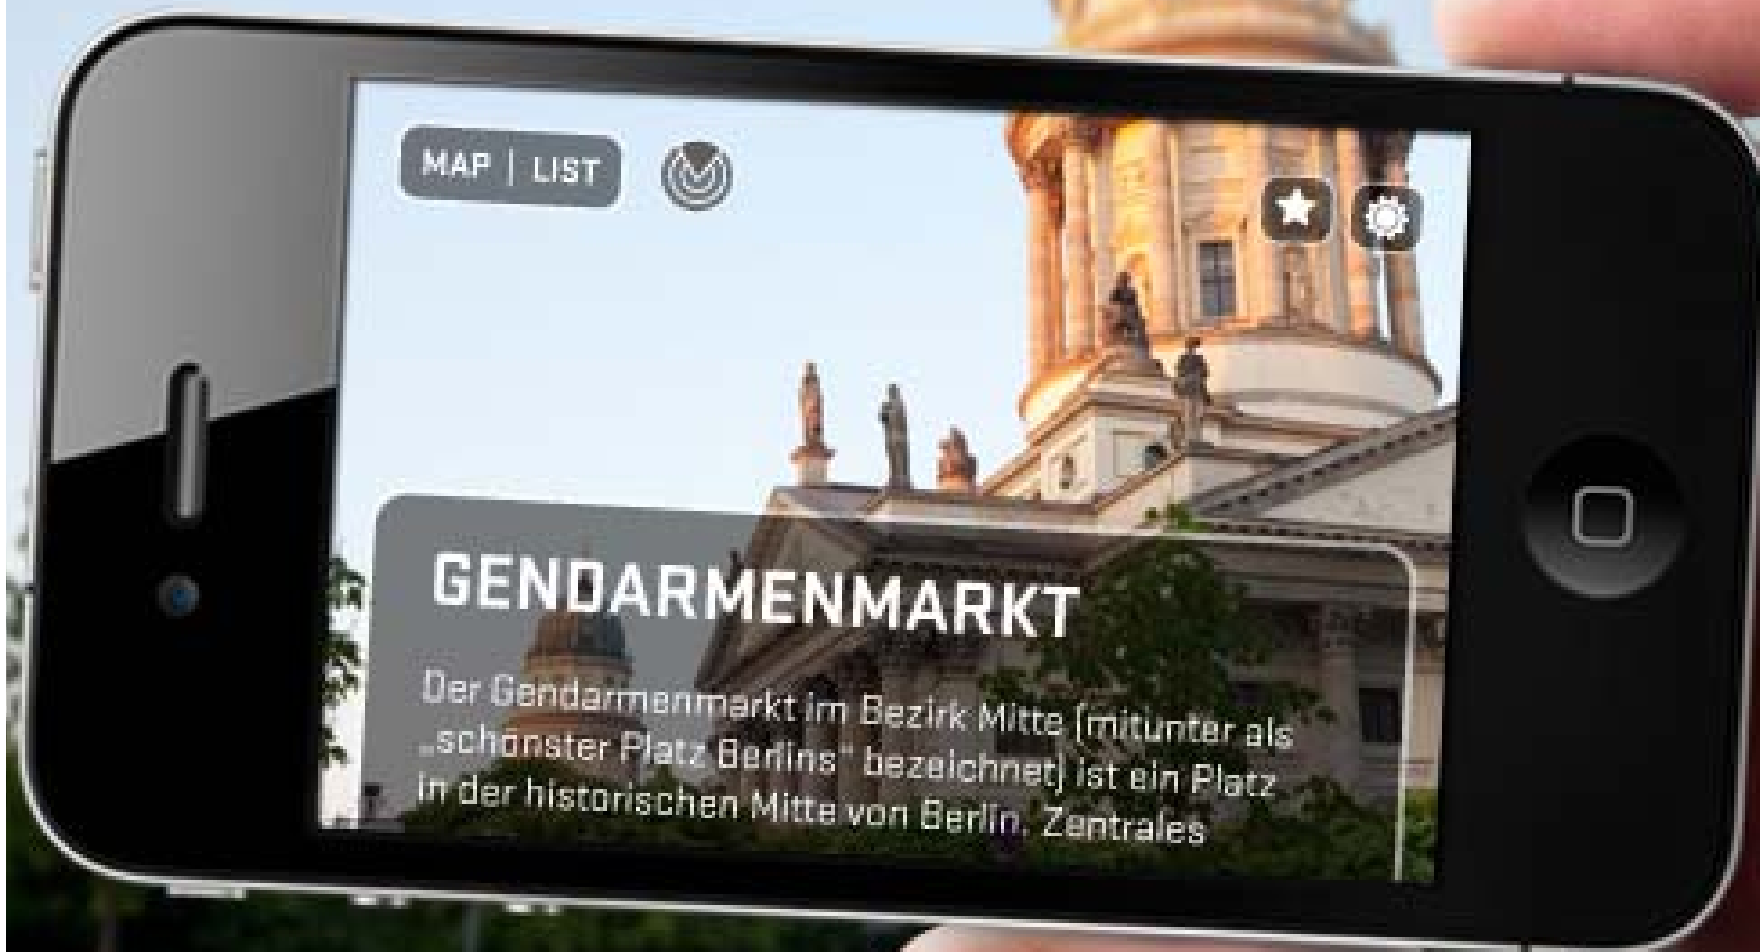 MAP | LIST
GENDARMENMARKT
Der Gendarmenmarkt im Bezirk Mitte (mitunter als
„schönster Platz Berlins“ bezeichnet) ist ein Platz
in der historischen Mitte von Berlin. Zentrales